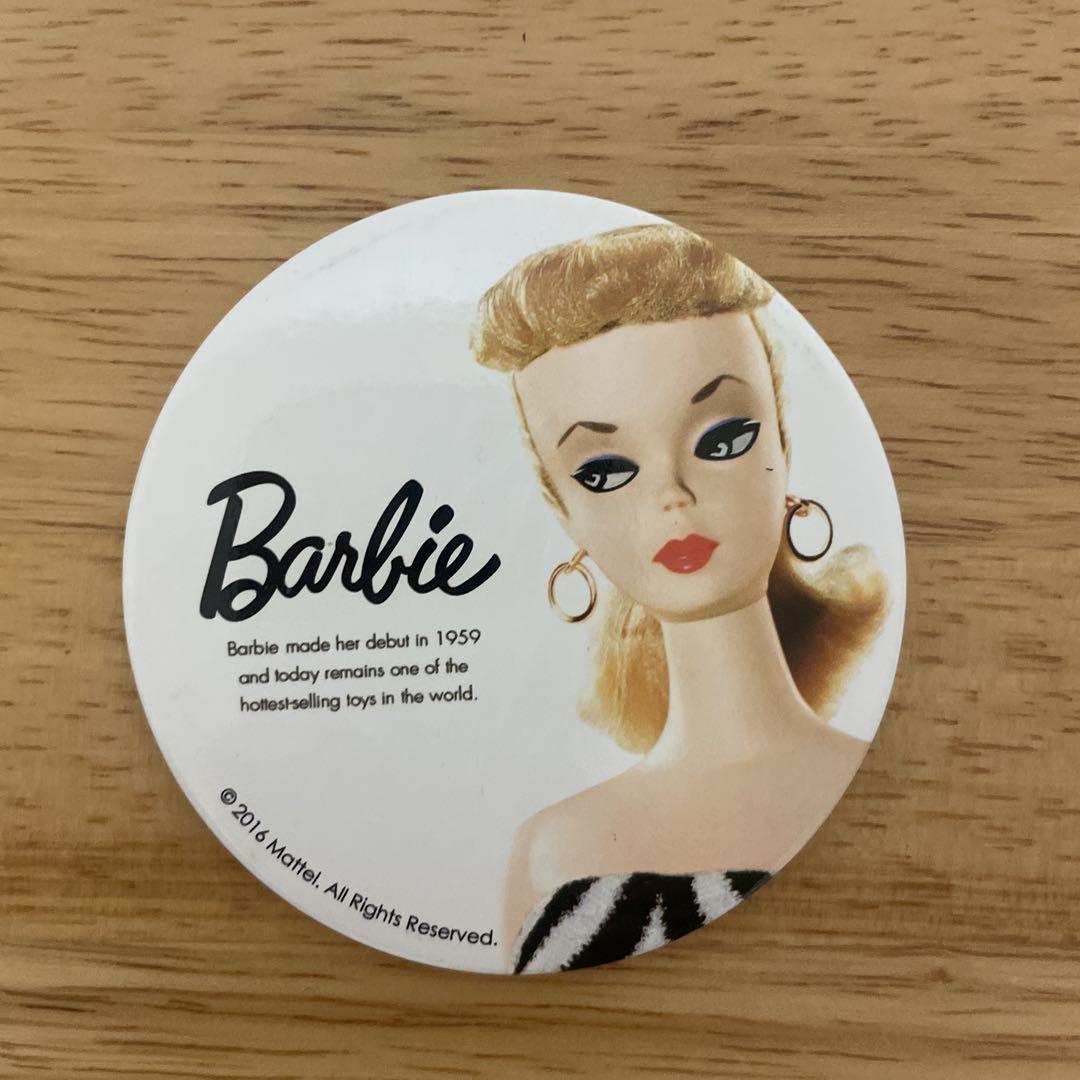 Barbie
Barbie made her debut in 1959
and today remains one of the
hottest-selling toys in the world.
©2016 Mattel. All Rights Reserved.